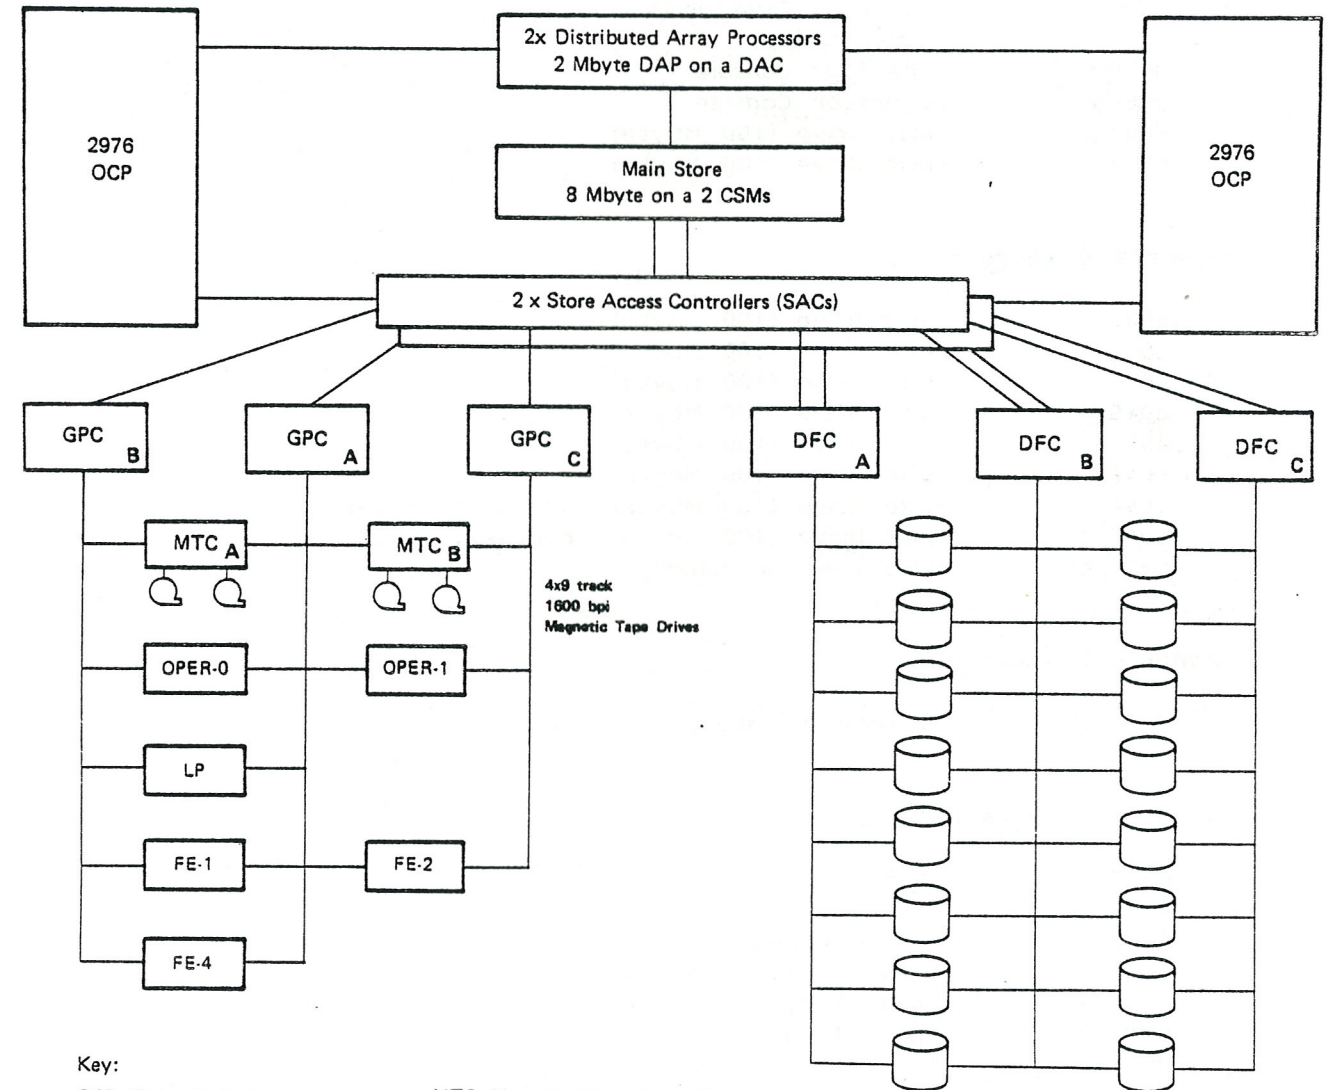 2x Distributed Array Processors
2 Mbyte DAP on a DAC
2976
OCP
2976
OCP
Main Store
8 Mbyte on a 2 CSMs
2 x Store Access Controllers (SACs)
GPC B
GPC A
GPC C
DFC A
DFC B
DFC C
MTC A
MTC B
4x9 track
1600 bpi
Magnetic Tape Drives
OPER-0
OPER-1
LP
FE-1
FE-2
FE-4
Key: